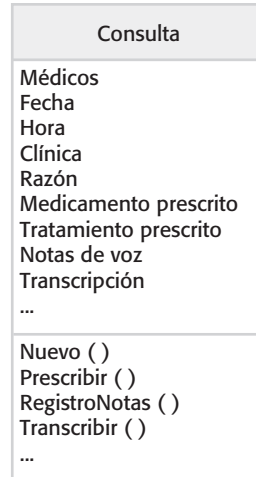 Consulta
Médicos
Fecha
Hora
Clínica
Razón
Medicamento prescrito
Tratamiento prescrito
Notas de voz
Transcripción
...
Nuevo ( )
Prescribir ( )
RegistroNotas ( )
Transcribir ( )
...